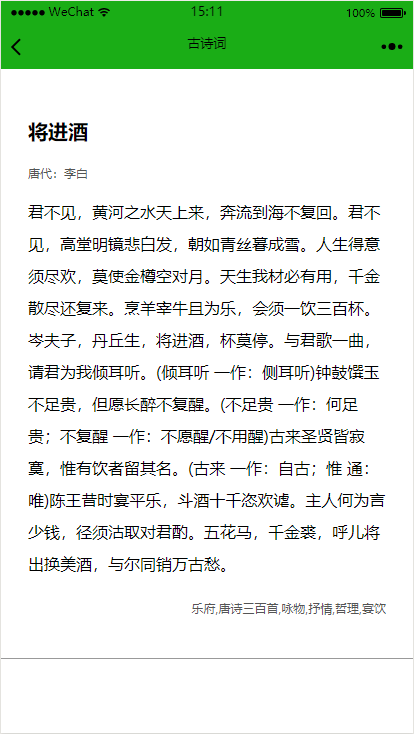 WeChat 15:11 100%
古诗词
将进酒
唐代：李白
君不见，黄河之水天上来，奔流到海不复回。君不
见，高堂明镜悲白发，朝如青丝暮成雪。人生得意
须尽欢，莫使金樽空对月。天生我材必有用，千金
散尽还复来。烹羊宰牛且为乐，会须一饮三百杯。
岑夫子，丹丘生，将进酒，杯莫停。与君歌一曲，
请君为我倾耳听。(倾耳听 一作：侧耳听)钟鼓馔玉
不足贵，但愿长醉不复醒。(不足贵 一作：何足
贵；不复醒 一作：不愿醒/不用醒)古来圣贤皆寂
寞，惟有饮者留其名。(古来 一作：自古；惟 通：
唯)陈王昔时宴平乐，斗酒十千恣欢谑。主人何为言
少钱，径须沽取对君酌。五花马，千金裘，呼儿将
出换美酒，与尔同销万古愁。
乐府,唐诗三百首,咏物,抒情,哲理,宴饮